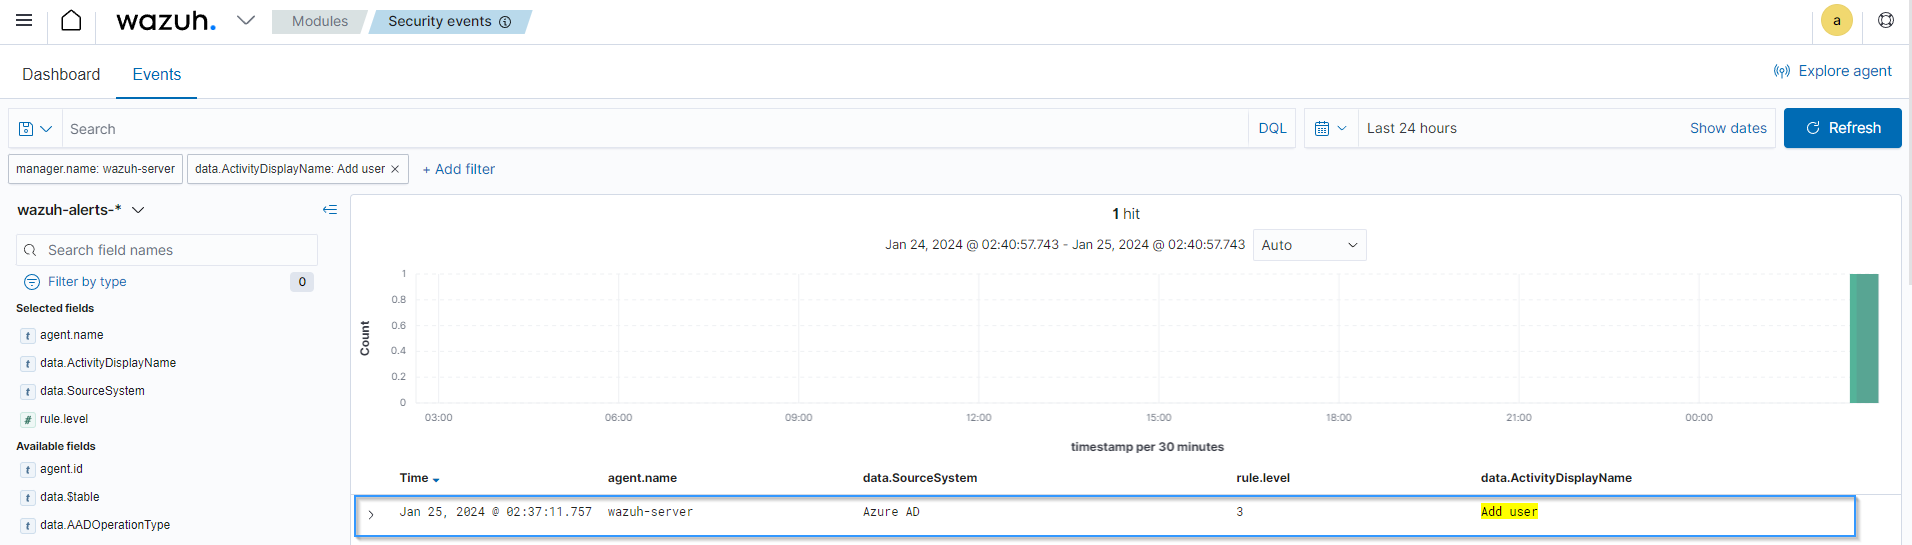 wazuh.
Modules
Security events
a
Dashboard
Events
Explore agent
Search
DQL
Last 24 hours
Show dates
Refresh
manager.name: wazuh-server
data.ActivityDisplayName: Add user ×
+ Add filter
wazuh-alerts-*
Search field names
Filter by type
0
Selected fields
t agent.name
t data.ActivityDisplayName
t data.SourceSystem
# rule.level
Available fields
t agent.id
t data.$table
t data.AADOperationType
1 hit
Jan 24, 2024 @ 02:40:57.743 - Jan 25, 2024 @ 02:40:57.743
Auto
Count
1
0.8
0.6
0.4
0.2
0
03:00 06:00 09:00 12:00 15:00 18:00 21:00 00:00
timestamp per 30 minutes
Time agent.name data.SourceSystem rule.level data.ActivityDisplayName
Jan 25, 2024 @ 02:37:11.757 wazuh-server Azure AD 3 Add user